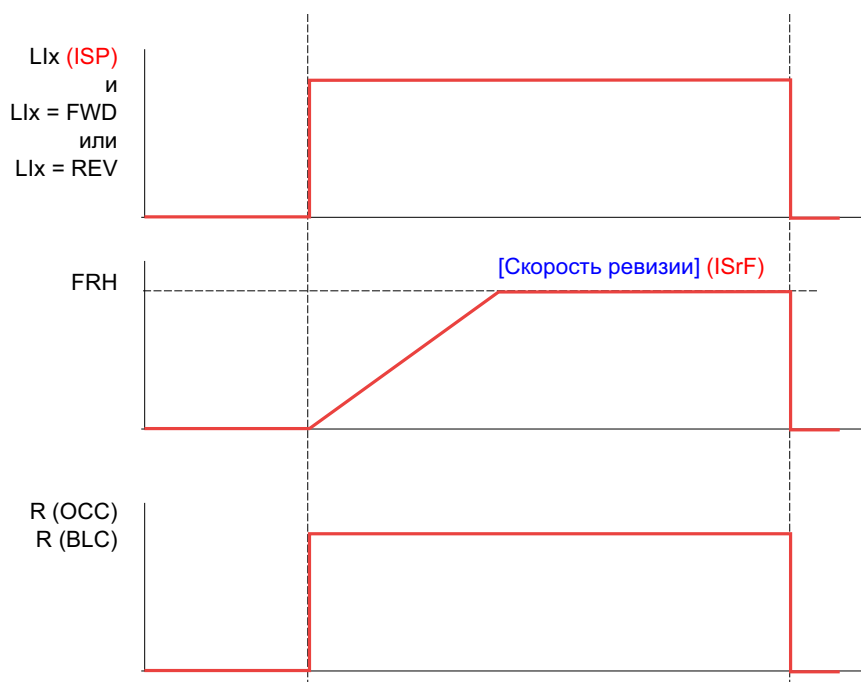 LIx (ISP)
и
LIx = FWD
или
LIx = REV
FRH
[Скорость ревизии] (ISrF)
R (OCC)
R (BLC)